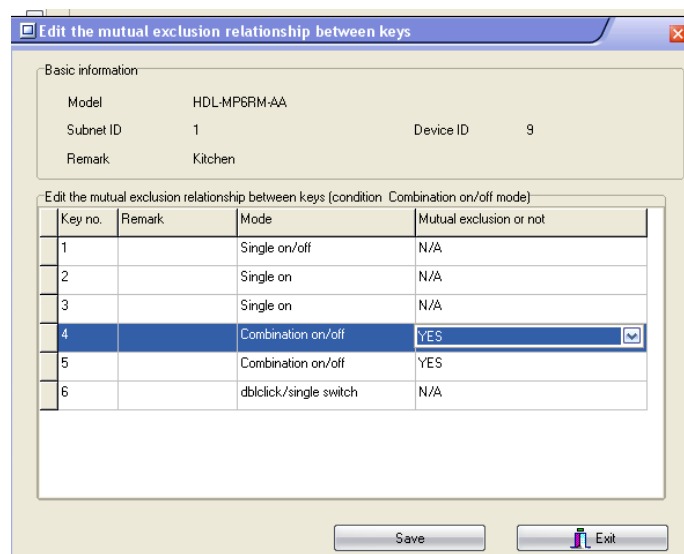 Edit the mutual exclusion relationship between keys
Basic information
Model HDL-MP6RM-AA
Subnet ID 1 Device ID 9
Remark Kitchen
Edit the mutual exclusion relationship between keys (condition Combination on/off mode)
Key no. Remark Mode Mutual exclusion or not
1 Single on/off N/A
2 Single on N/A
3 Single on N/A
4 Combination on/off YES
5 Combination on/off YES
6 dblclick/single switch N/A
Save Exit